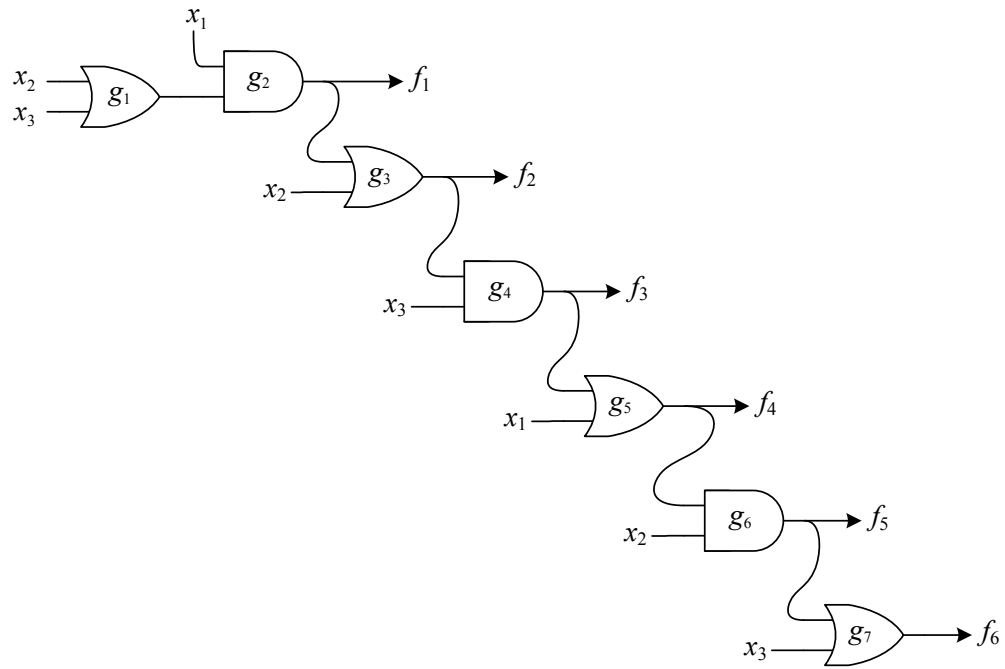 x₁
x₂ g₁ g₂ f₁
x₃
g₃ f₂
x₂
g₄ f₃
x₃
g₅ f₄
x₁
g₆ f₅
x₂
g₇ f₆
x₃